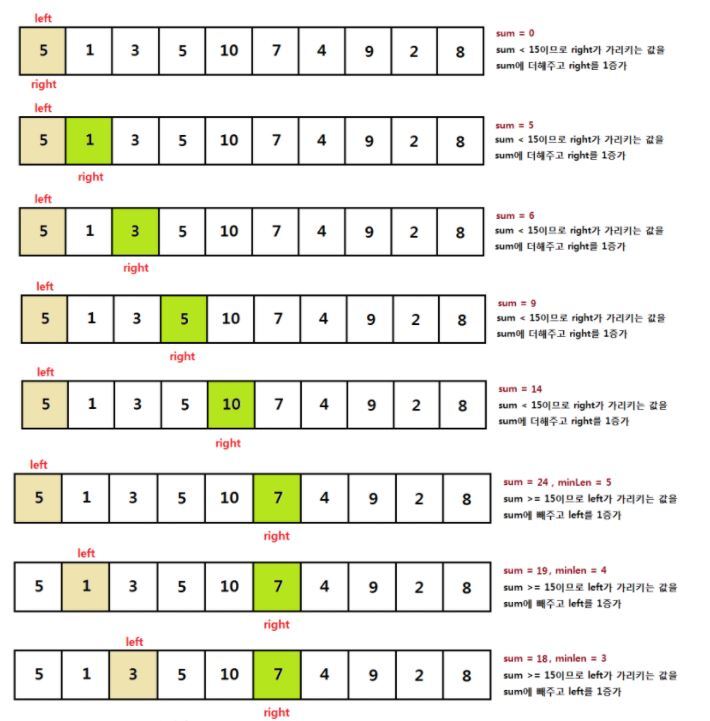 left
5 1 3 5 10 7 4 9 2 8
right
sum = 0
sum < 15이므로 right가 가리키는 값을
sum에 더해주고 right를 1증가
left
5 1 3 5 10 7 4 9 2 8
right
sum = 5
sum < 15이므로 right가 가리키는 값을
sum에 더해주고 right를 1증가
left
5 1 3 5 10 7 4 9 2 8
right
sum = 6
sum < 15이므로 right가 가리키는 값을
sum에 더해주고 right를 1증가
left
5 1 3 5 10 7 4 9 2 8
right
sum = 9
sum < 15이므로 right가 가리키는 값을
sum에 더해주고 right를 1증가
left
5 1 3 5 10 7 4 9 2 8
right
sum = 14
sum < 15이므로 right가 가리키는 값을
sum에 더해주고 right를 1증가
left
5 1 3 5 10 7 4 9 2 8
right
sum = 24 , minLen = 5
sum >= 15이므로 left가 가리키는 값을
sum에 빼주고 left를 1증가
left
5 1 3 5 10 7 4 9 2 8
right
sum = 19, minlen = 4
sum >= 15이므로 left가 가리키는 값을
sum에 빼주고 left를 1증가
left
5 1 3 5 10 7 4 9 2 8
right
sum = 18, minlen = 3
sum >= 15이므로 left가 가리키는 값을
sum에 빼주고 left를 1증가